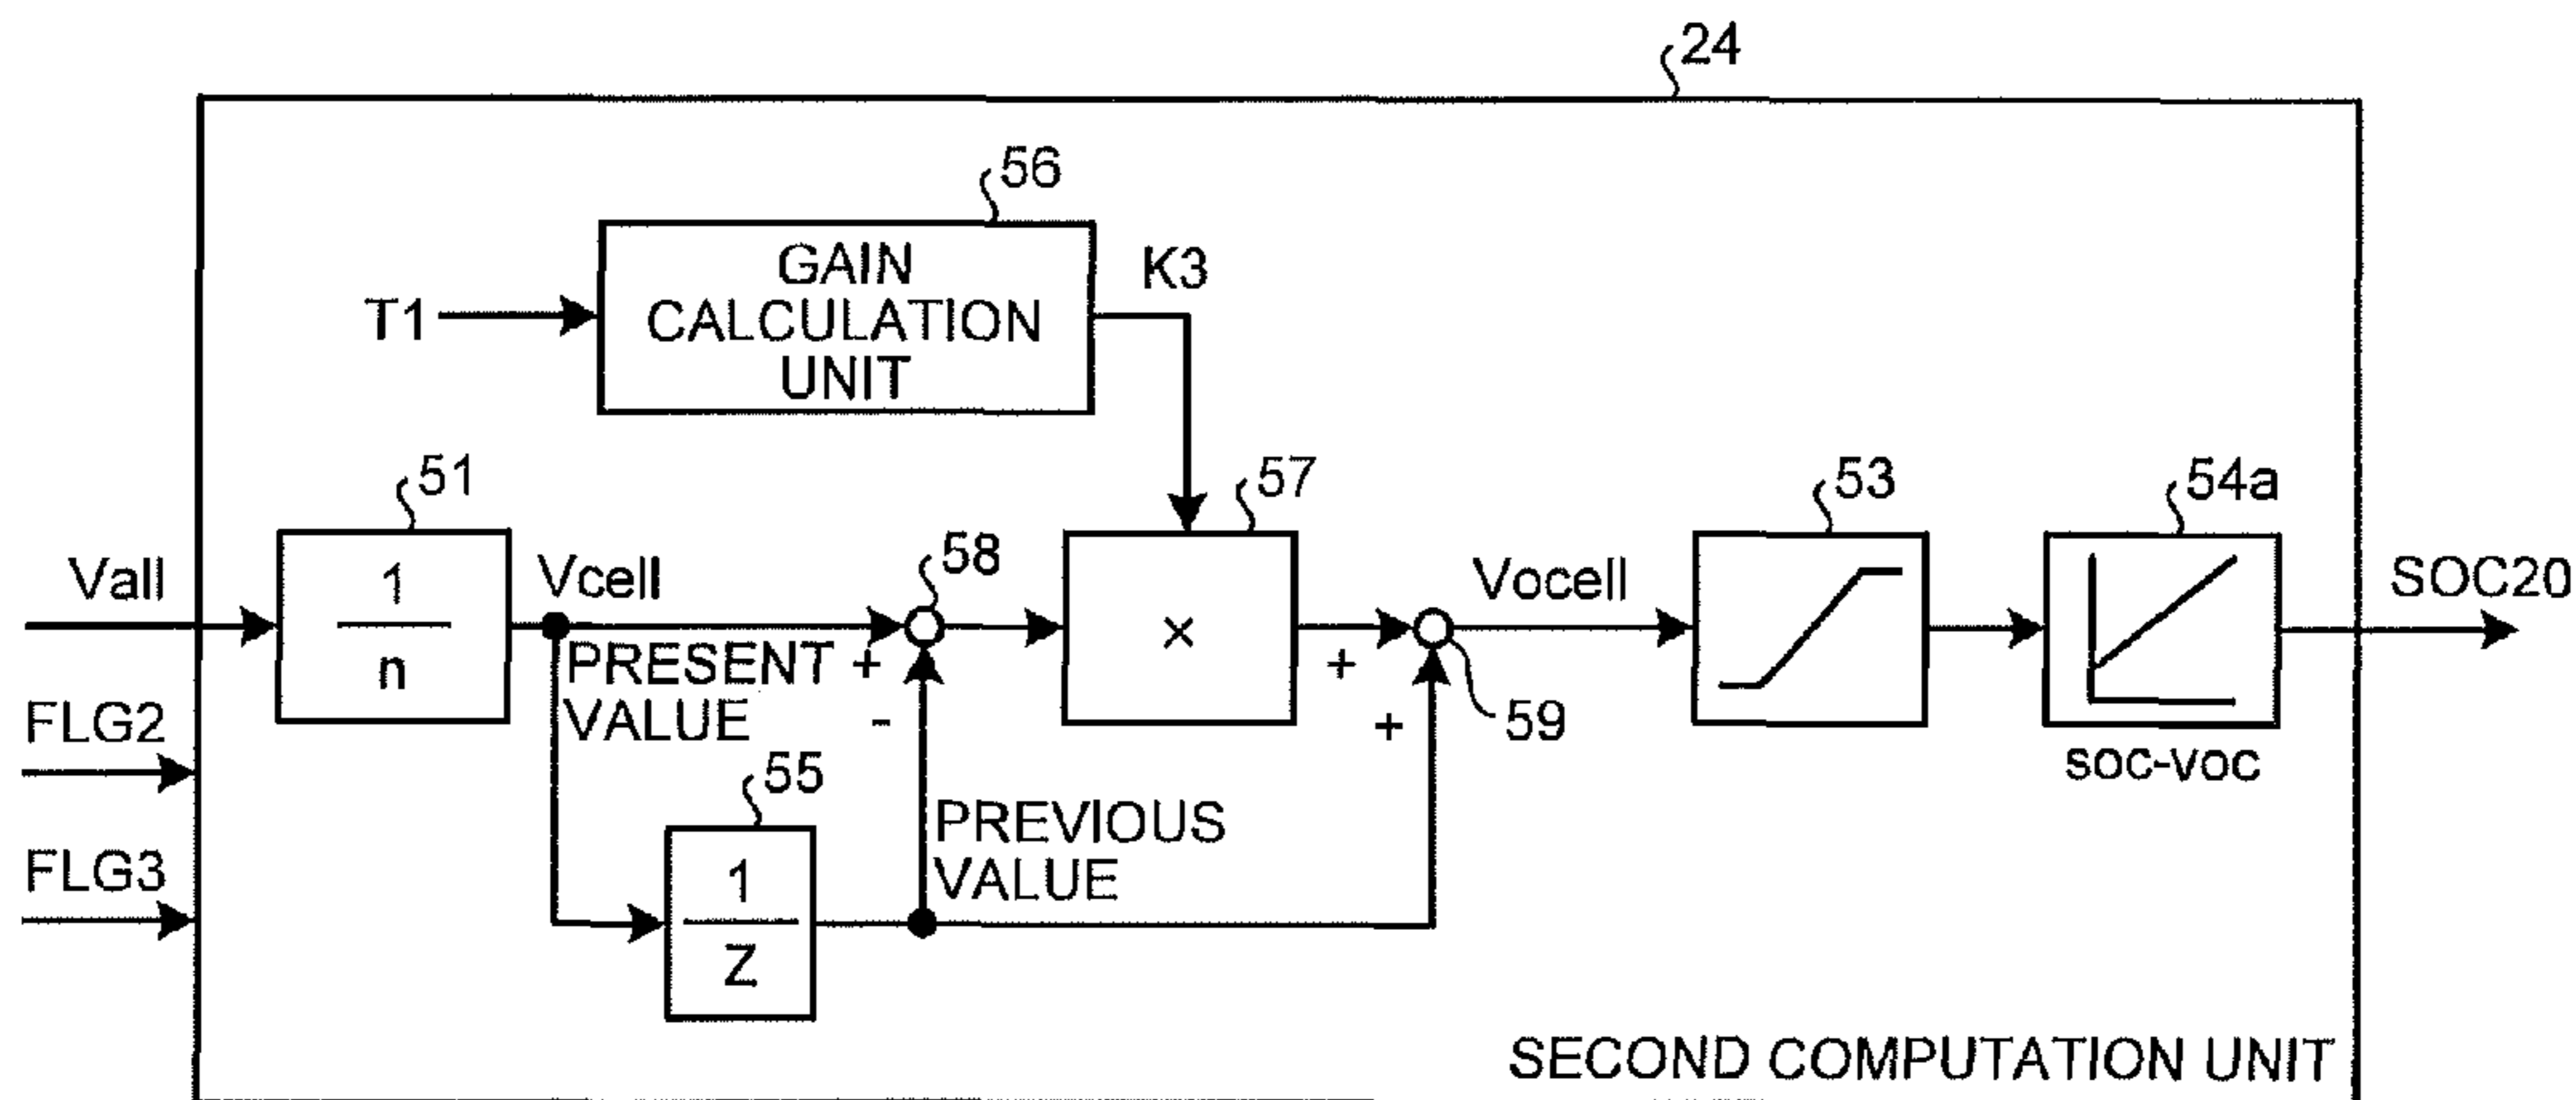 24
56
GAIN
CALCULATION
UNIT
K3
T1
51
57
53
54a
Vall
1
n
Vcell
58
×
Vocell
SOC20
PRESENT
VALUE
+
-
+
+
59
soc-voc
FLG2
55
PREVIOUS
VALUE
FLG3
1
Z
SECOND COMPUTATION UNIT